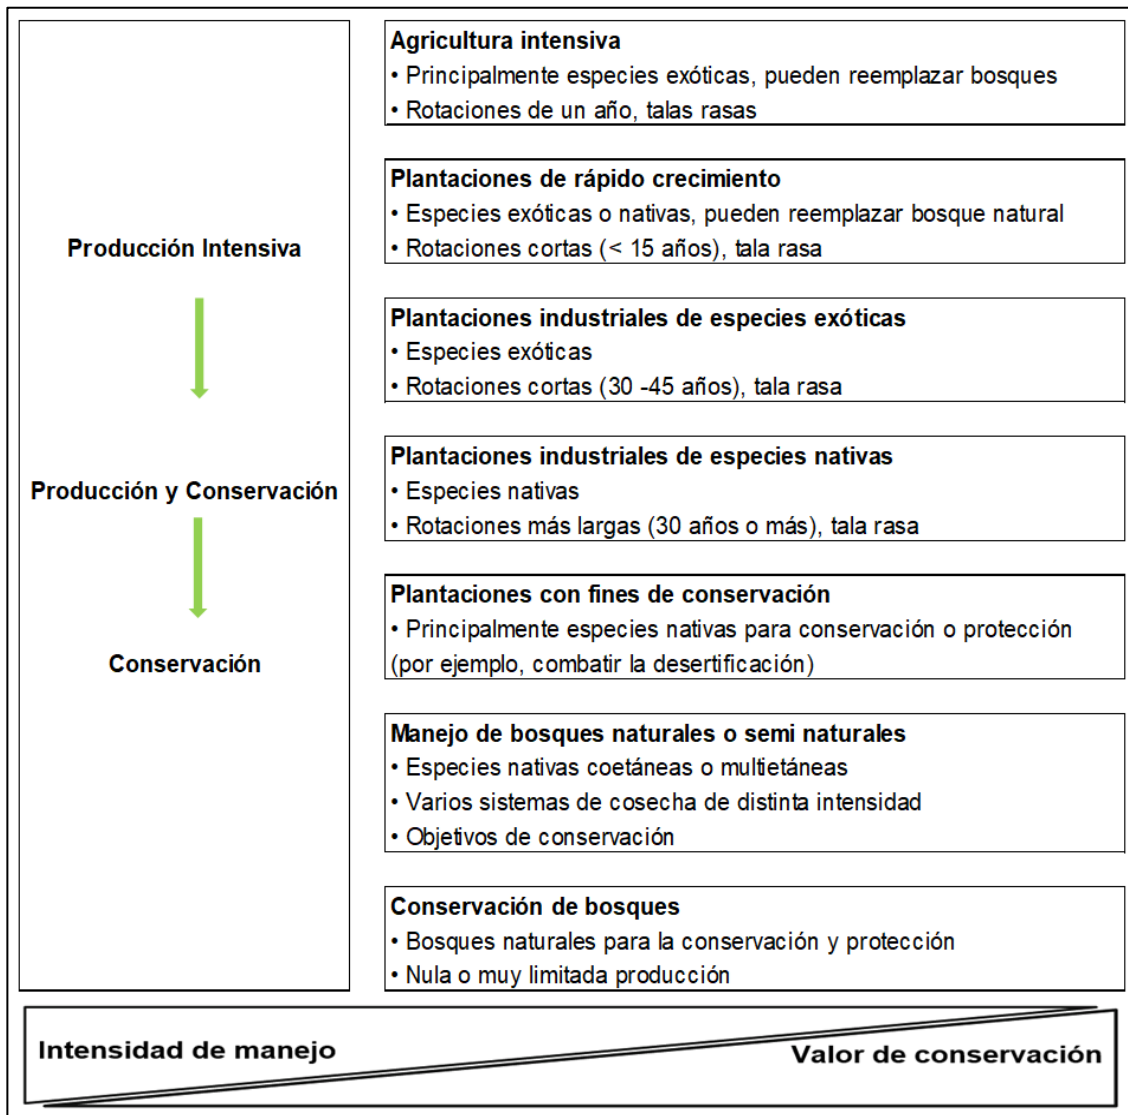 Producción Intensiva
Producción y Conservación
Conservación
Agricultura intensiva
• Principalmente especies exóticas, pueden reemplazar bosques
• Rotaciones de un año, talas rasas
Plantaciones de rápido crecimiento
• Especies exóticas o nativas, pueden reemplazar bosque natural
• Rotaciones cortas (< 15 años), tala rasa
Plantaciones industriales de especies exóticas
• Especies exóticas
• Rotaciones cortas (30 -45 años), tala rasa
Plantaciones industriales de especies nativas
• Especies nativas
• Rotaciones más largas (30 años o más), tala rasa
Plantaciones con fines de conservación
• Principalmente especies nativas para conservación o protección
(por ejemplo, combatir la desertificación)
Manejo de bosques naturales o semi naturales
• Especies nativas coetáneas o multietáneas
• Varios sistemas de cosecha de distinta intensidad
• Objetivos de conservación
Conservación de bosques
• Bosques naturales para la conservación y protección
• Nula o muy limitada producción
Intensidad de manejo
Valor de conservación